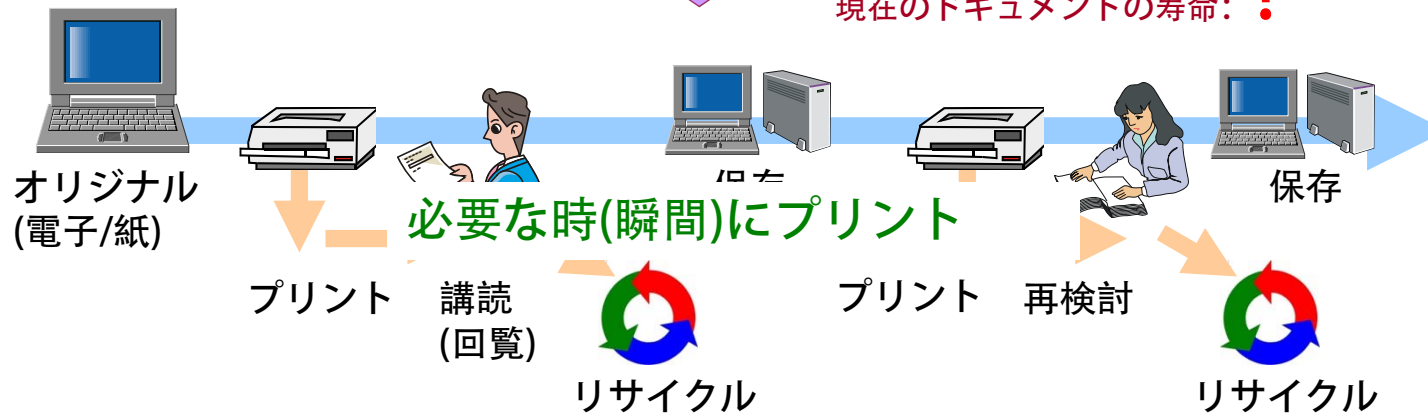 現在のドキュメントの寿命：
オリジナル
(電子/紙)
保存
保存
必要な時(瞬間)にプリント
プリント
講読
(回覧)
プリント
再検討
リサイクル
リサイクル